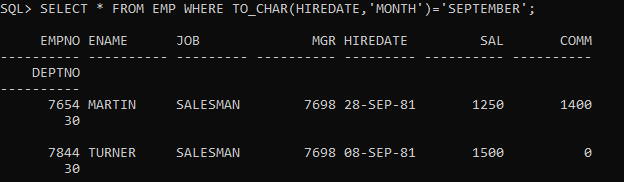 SQL> SELECT * FROM EMP WHERE TO_CHAR(HIREDATE,'MONTH')='SEPTEMBER';
     EMPNO ENAME      JOB              MGR HIREDATE         SAL       COMM
---------- ---------- --------- ---------- --------- ---------- ----------
    DEPTNO
----------
      7654 MARTIN     SALESMAN        7698 28-SEP-81       1250       1400
        30
      7844 TURNER     SALESMAN        7698 08-SEP-81       1500          0
        30